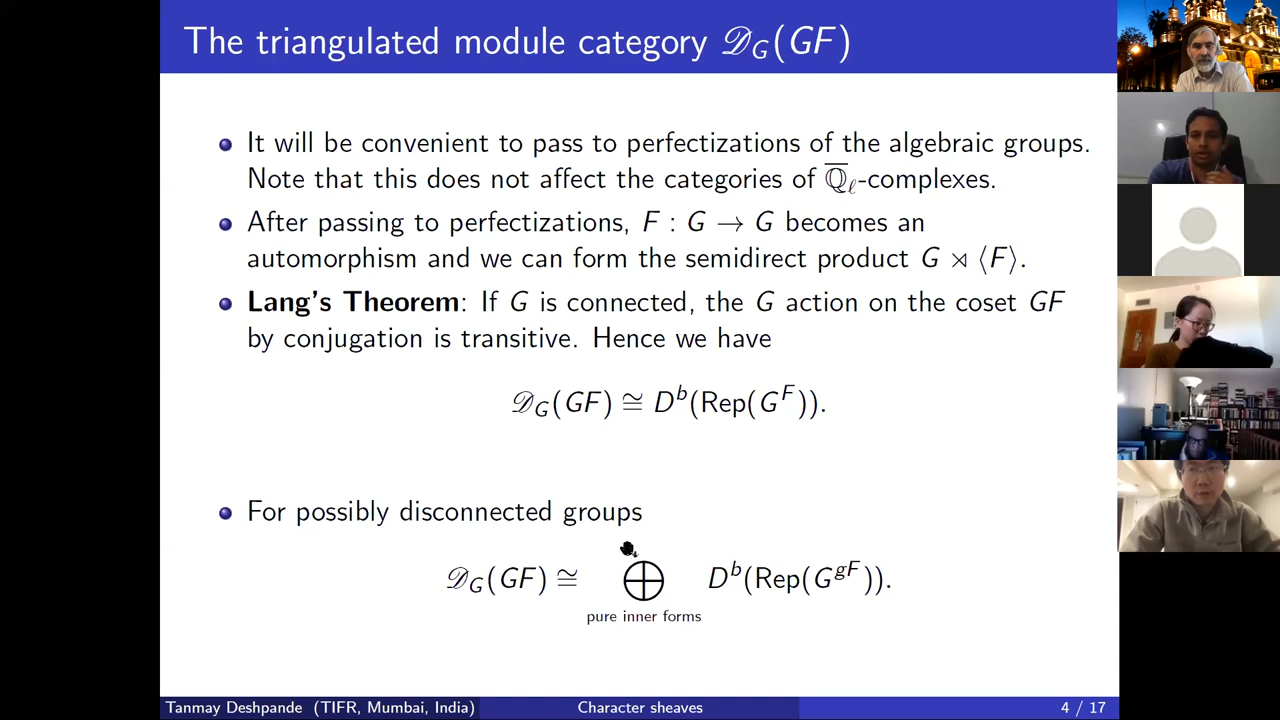 The triangulated module category 𝒟_G(GF)
It will be convenient to pass to perfectizations of the algebraic groups.
Note that this does not affect the categories of \overline{ℚ}_ℓ-complexes.
After passing to perfectizations, F : G → G becomes an
automorphism and we can form the semidirect product G ⋊ ⟨F⟩.
Lang's Theorem: If G is connected, the G action on the coset GF
by conjugation is transitive. Hence we have
𝒟_G(GF) ≅ D^b(Rep(G^F)).
For possibly disconnected groups
𝒟_G(GF) ≅ ⊕ D^b(Rep(G^{gF})).
pure inner forms
Tanmay Deshpande (TIFR, Mumbai, India) Character sheaves 4 / 17